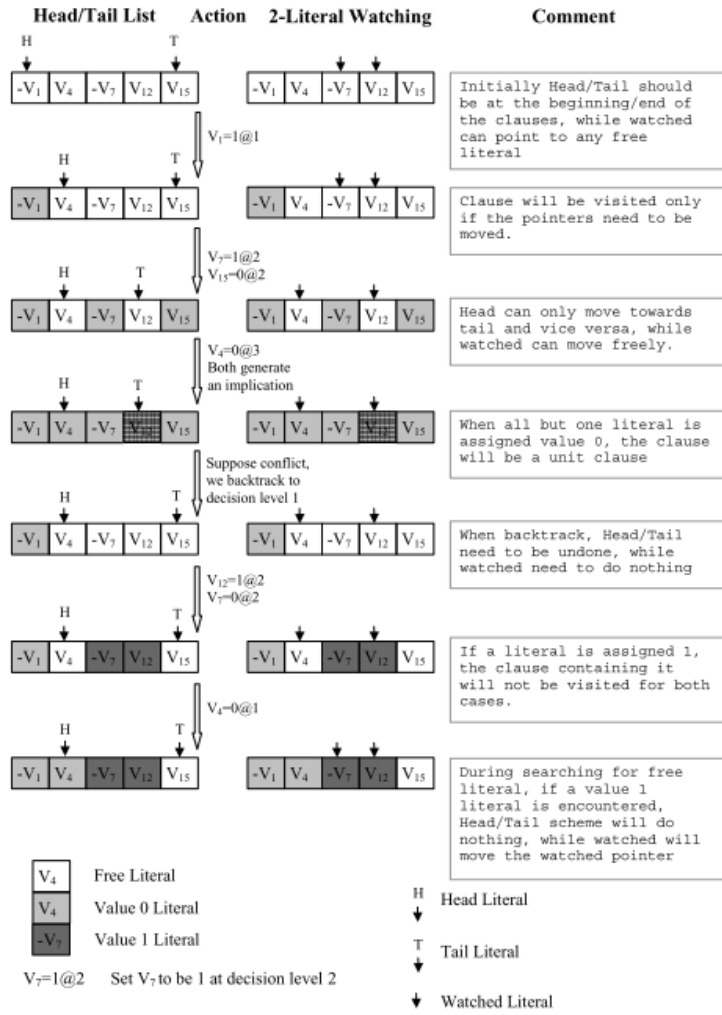 Head/Tail List Action 2-Literal Watching Comment
H T
-V₁ V₄ -V₇ V₁₂ V₁₅ -V₁ V₄ -V₇ V₁₂ V₁₅
Initially Head/Tail should
be at the beginning/end of
the clauses, while watched
can point to any free
literal
V₁=1@1
H T
-V₁ V₄ -V₇ V₁₂ V₁₅ -V₁ V₄ -V₇ V₁₂ V₁₅
Clause will be visited only
if the pointers need to be
moved.
V₇=1@2
V₁₅=0@2
H T
-V₁ V₄ -V₇ V₁₂ V₁₅ -V₁ V₄ -V₇ V₁₂ V₁₅
Head can only move towards
tail and vice versa, while
watched can move freely.
V₄=0@3
Both generate
an implication
H T
-V₁ V₄ -V₇ V₁₅ -V₁ V₄ -V₇ V₁₅
When all but one literal is
assigned value 0, the clause
will be a unit clause
Suppose conflict,
we backtrack to
decision level 1
H T
-V₁ V₄ -V₇ V₁₂ V₁₅ -V₁ V₄ -V₇ V₁₂ V₁₅
When backtrack, Head/Tail
need to be undone, while
watched need to do nothing
V₁₂=1@2
V₇=0@2
H T
-V₁ V₄ -V₇ V₁₂ V₁₅ -V₁ V₄ -V₇ V₁₂ V₁₅
If a literal is assigned 1,
the clause containing it
will not be visited for both
cases.
V₄=0@1
H T
-V₁ V₄ -V₇ V₁₂ V₁₅ -V₁ V₄ -V₇ V₁₂ V₁₅
During searching for free
literal, if a value 1
literal is encountered,
Head/Tail scheme will do
nothing, while watched will
move the watched pointer
V₄ Free Literal
V₄ Value 0 Literal
-V₇ Value 1 Literal
V₇=1@2 Set V₇ to be 1 at decision level 2
H Head Literal
T Tail Literal
Watched Literal